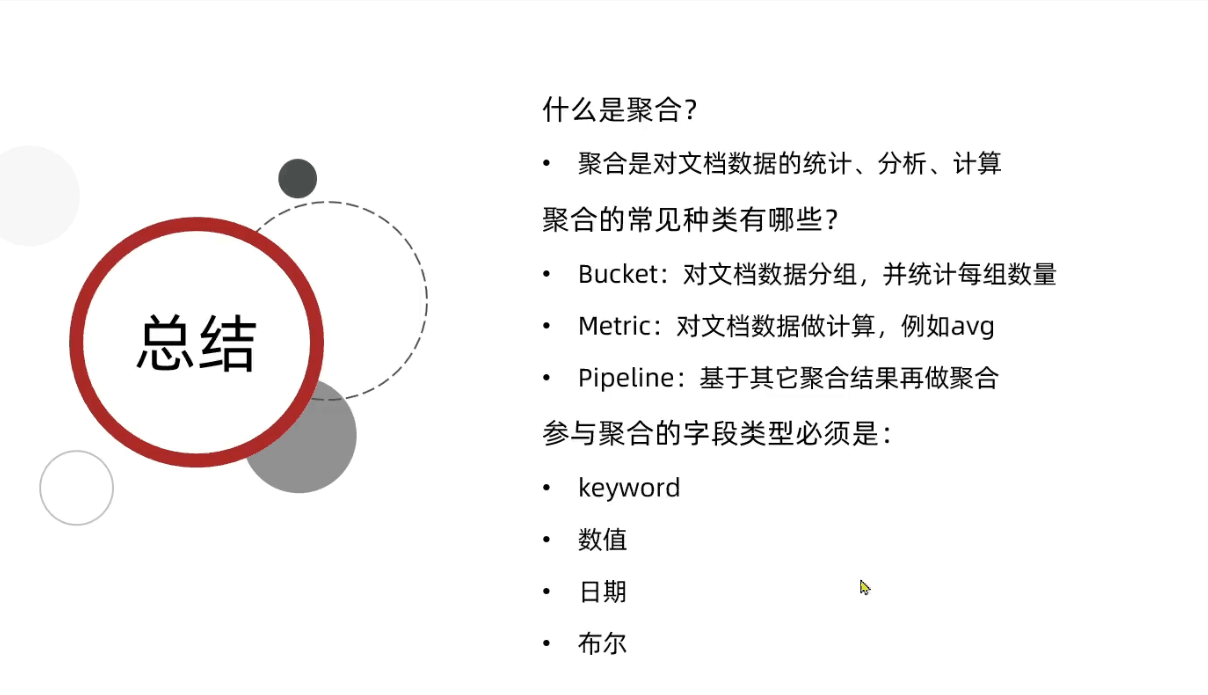 总结
什么是聚合?
• 聚合是对文档数据的统计、分析、计算
聚合的常见种类有哪些?
• Bucket：对文档数据分组，并统计每组数量
• Metric：对文档数据做计算，例如avg
• Pipeline：基于其它聚合结果再做聚合
参与聚合的字段类型必须是：
• keyword
• 数值
• 日期
• 布尔